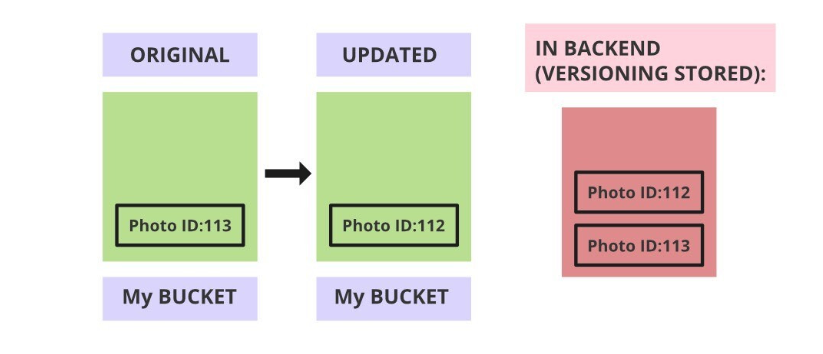 ORIGINAL
UPDATED
IN BACKEND
(VERSIONING STORED):
Photo ID:113
Photo ID:112
Photo ID:112
Photo ID:113
My BUCKET
My BUCKET